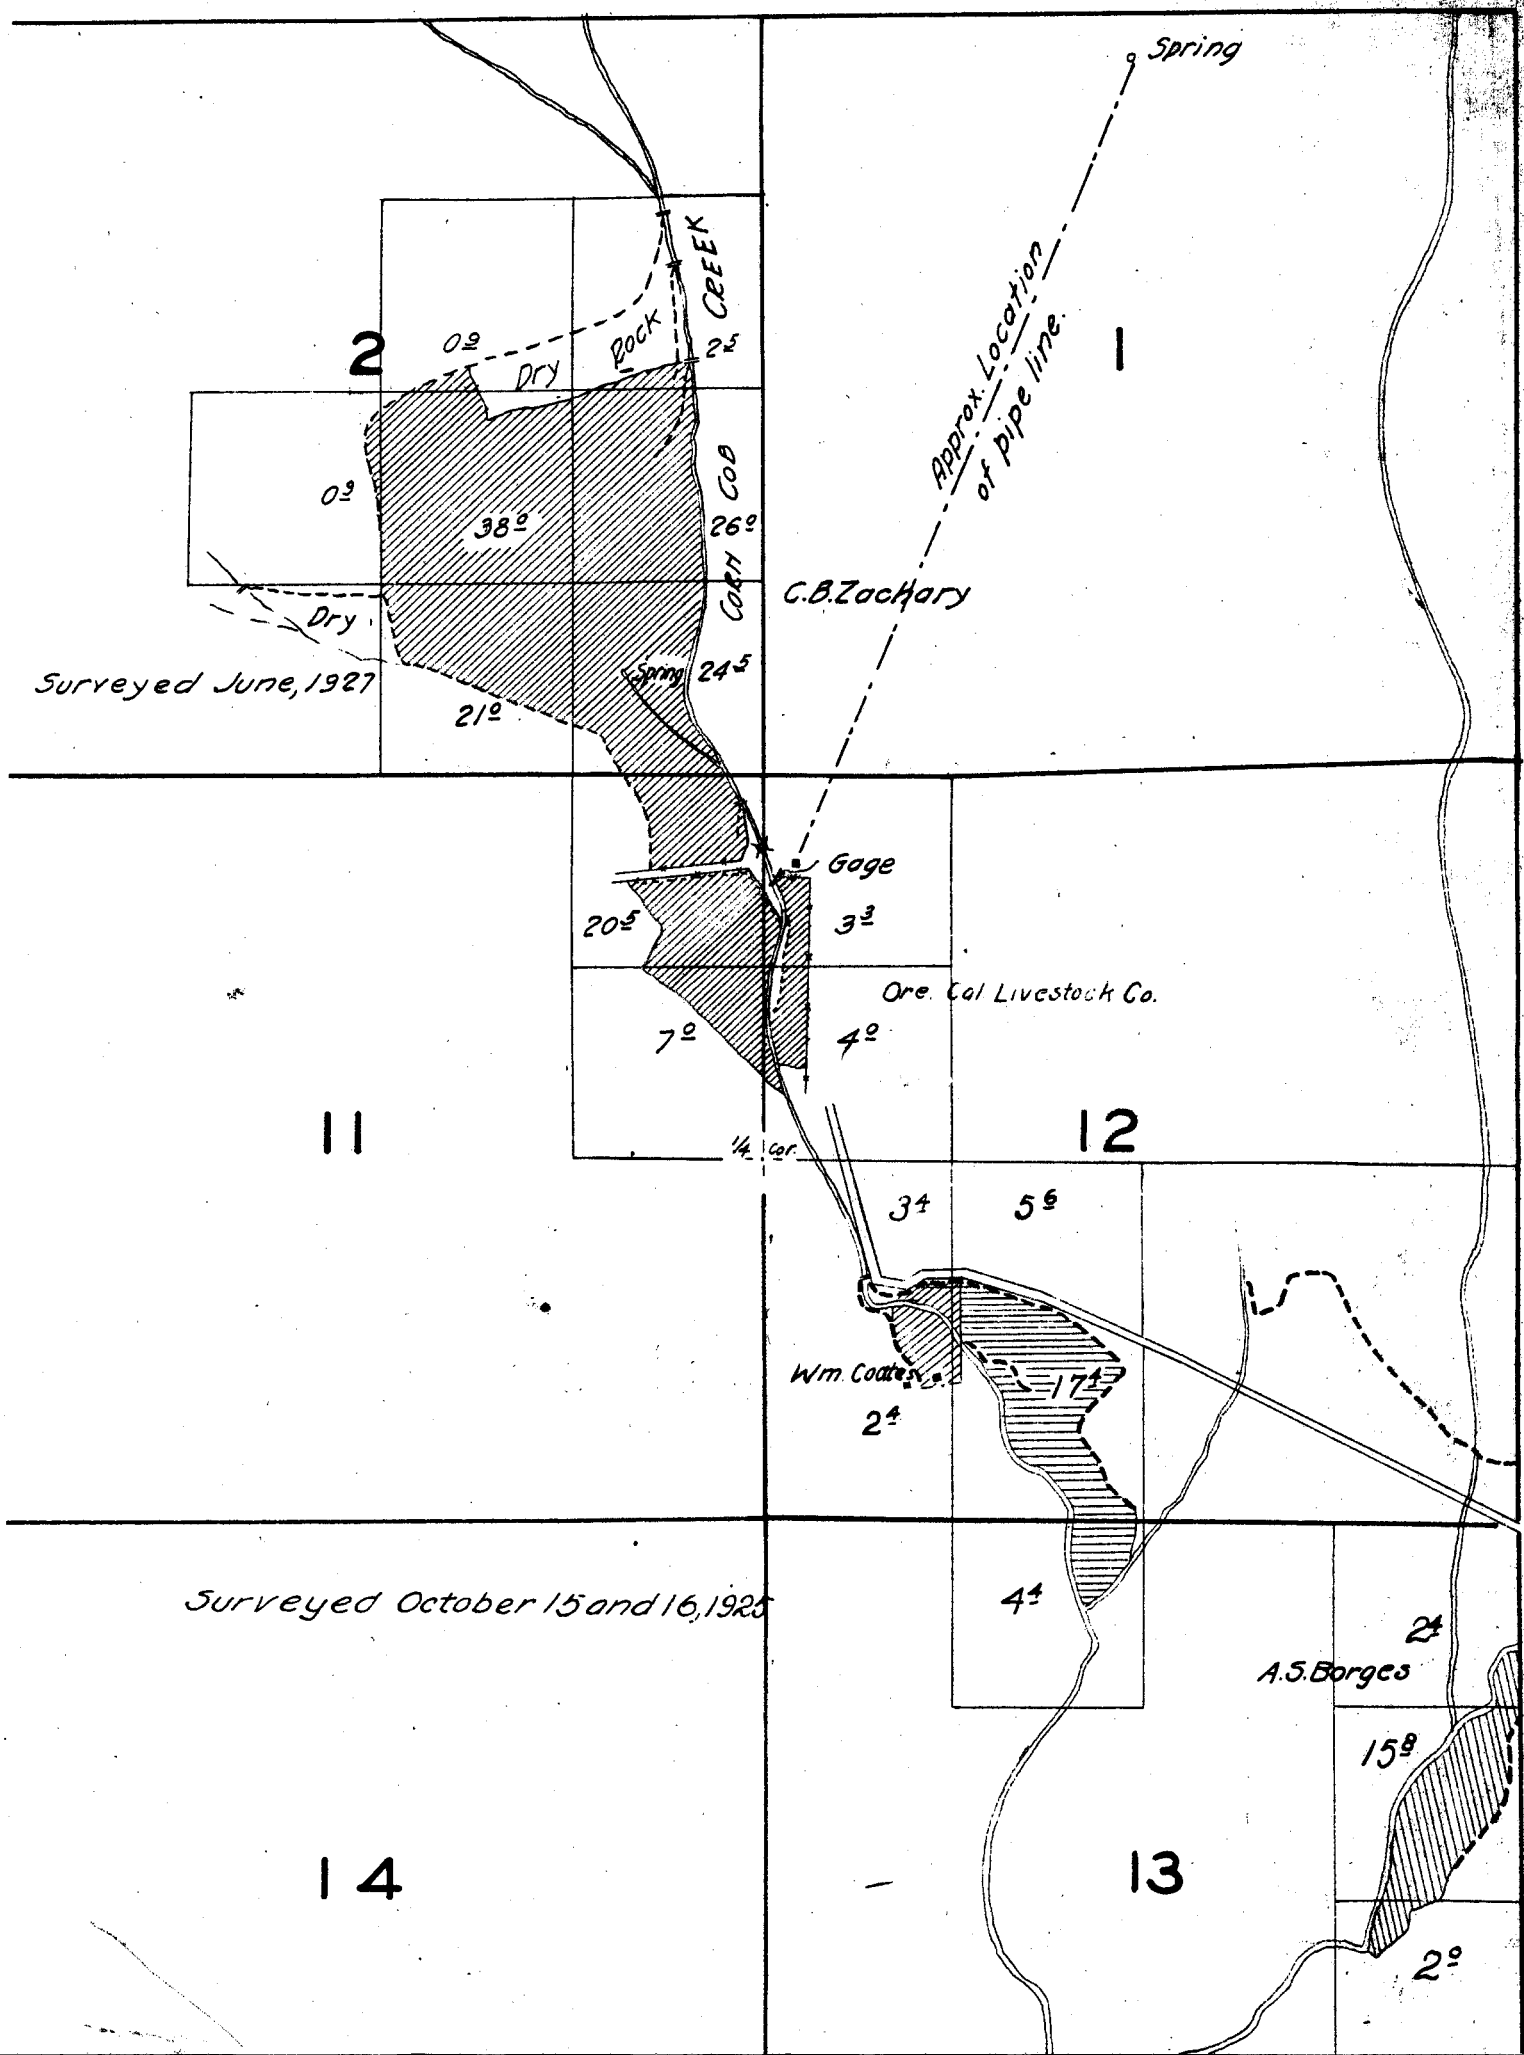 Spring
CREEK
Approx. Location
of pipe line.
2
0 9
Dry
Rock
2 5
1
0 9
38 0
CORN COB
26 0
C.B.Zachary
Dry
Spring
24 5
Surveyed June, 1927
21 0
Gage
20 5
3 3
Ore. Cal. Livestock Co.
7 0
4 0
11
12
1/4 cor.
3 4
5 6
Wm. Coates
17 4
2 4
Surveyed October 15 and 16, 1925
4 4
2 4
A.S.Borges
15 8
14
13
2 0